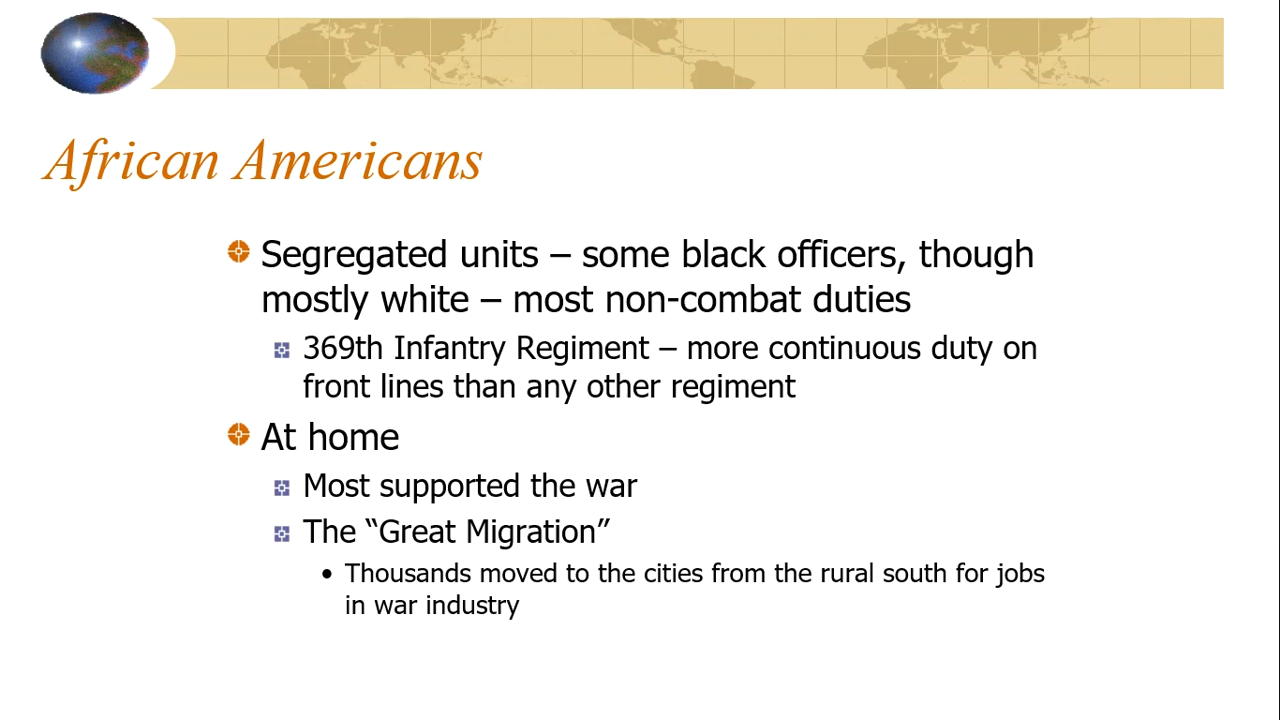 African Americans
Segregated units – some black officers, though
mostly white – most non-combat duties
369th Infantry Regiment – more continuous duty on
front lines than any other regiment
At home
Most supported the war
The “Great Migration”
• Thousands moved to the cities from the rural south for jobs
in war industry